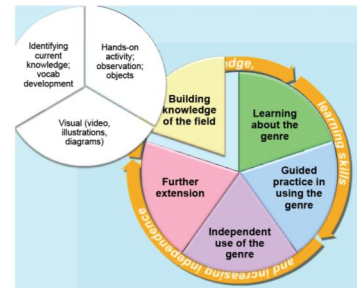 Identifying
current
knowledge;
vocab
development
Hands-on
activity;
observation;
objects
Visual (video,
illustrations,
diagrams)
Building
knowledge
of the field
Learning
about the
genre
Guided
practice in
using the
genre
Independent
use of the
genre
Further
extension
learning skills
and increasing independence